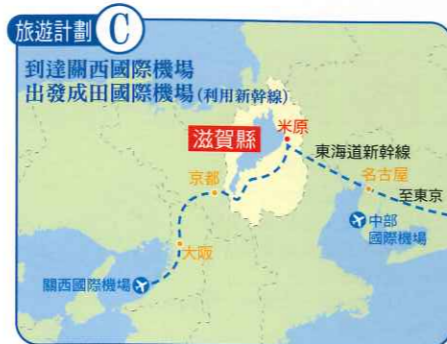 旅遊計劃 C
到達關西國際機場
出發成田國際機場(利用新幹線)
滋賀縣
米原
東海道新幹線
京都
名古屋
至東京
大阪
中部
國際機場
關西國際機場